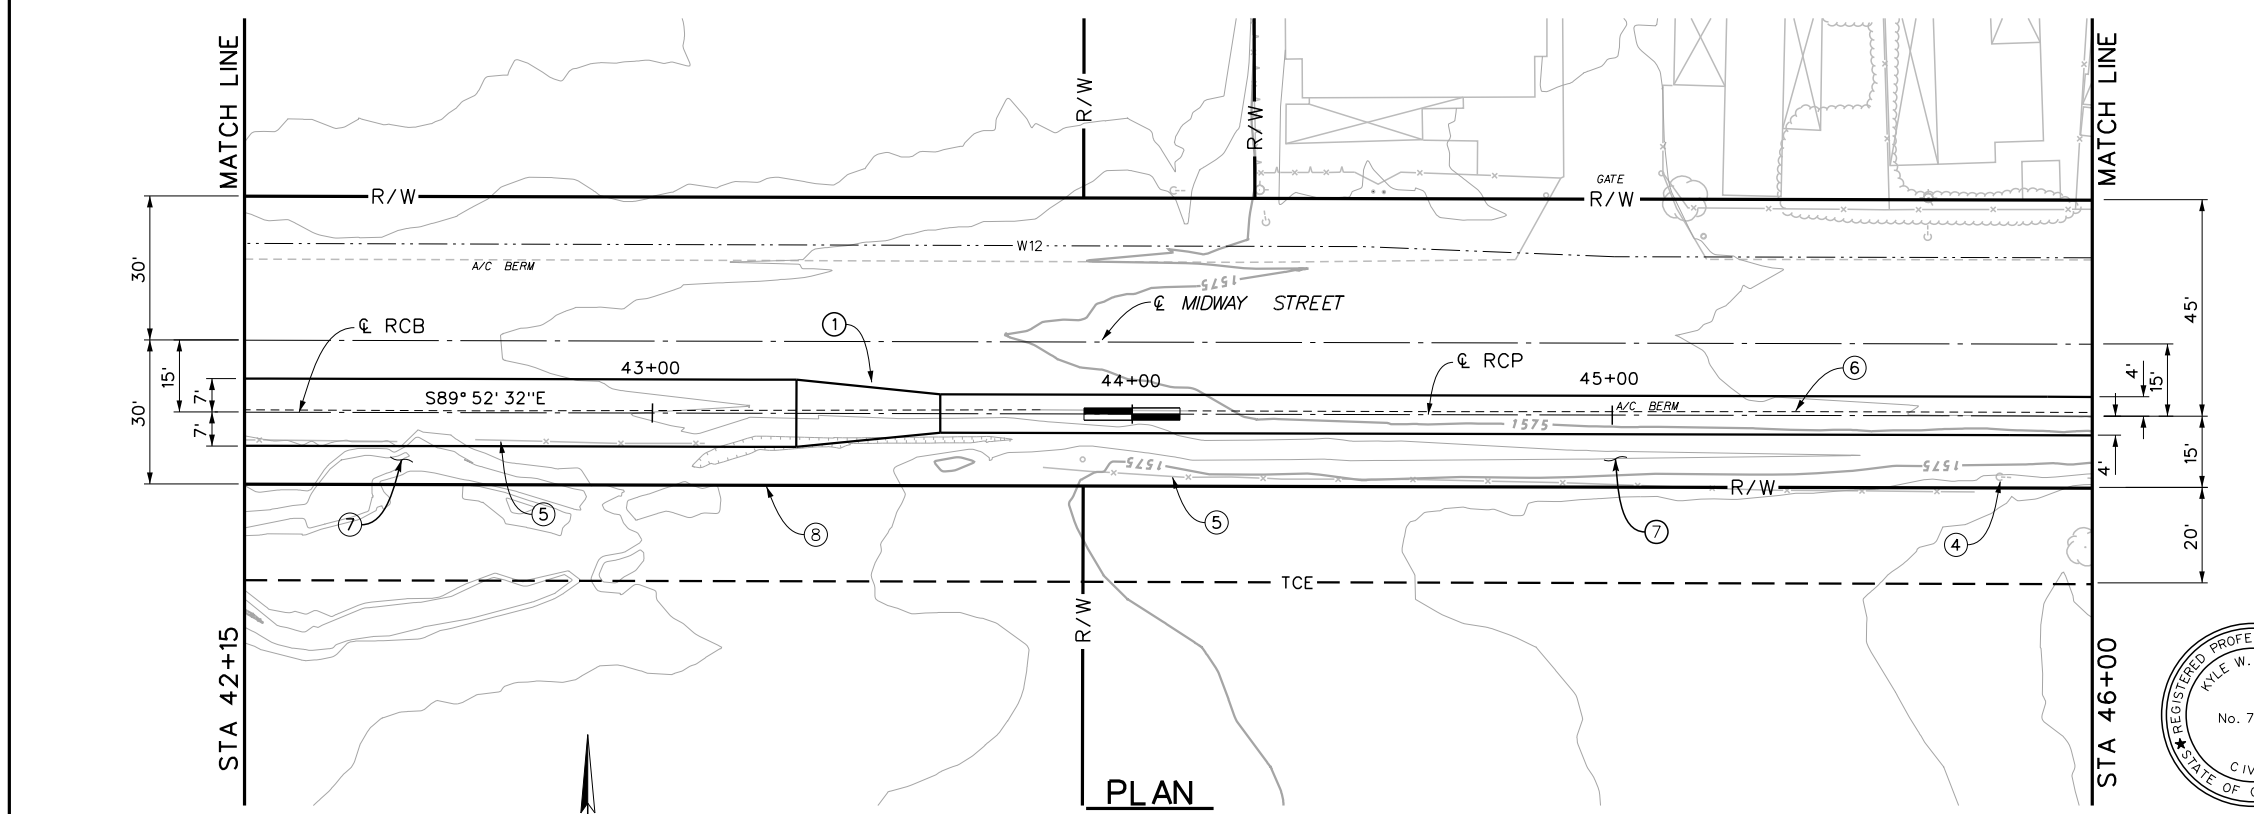 MATCH LINE
STA 42+15
MATCH LINE
STA 46+00
R/W
R/W
R/W
GATE
R/W
W12
A/C BERM
1575
℄ MIDWAY STREET
℄ RCB
1
43+00
44+00
℄ RCP
45+00
6
S89° 52' 32"E
A/C BERM
1575
1575
1575
R/W
7
5
8
5
7
4
TCE
R/W
30'
30'
15'
7'
7'
45'
4'
15'
4'
15'
20'
PLAN
REGISTERED PROFE
KYLE W.
No. 7
CIV
STATE OF